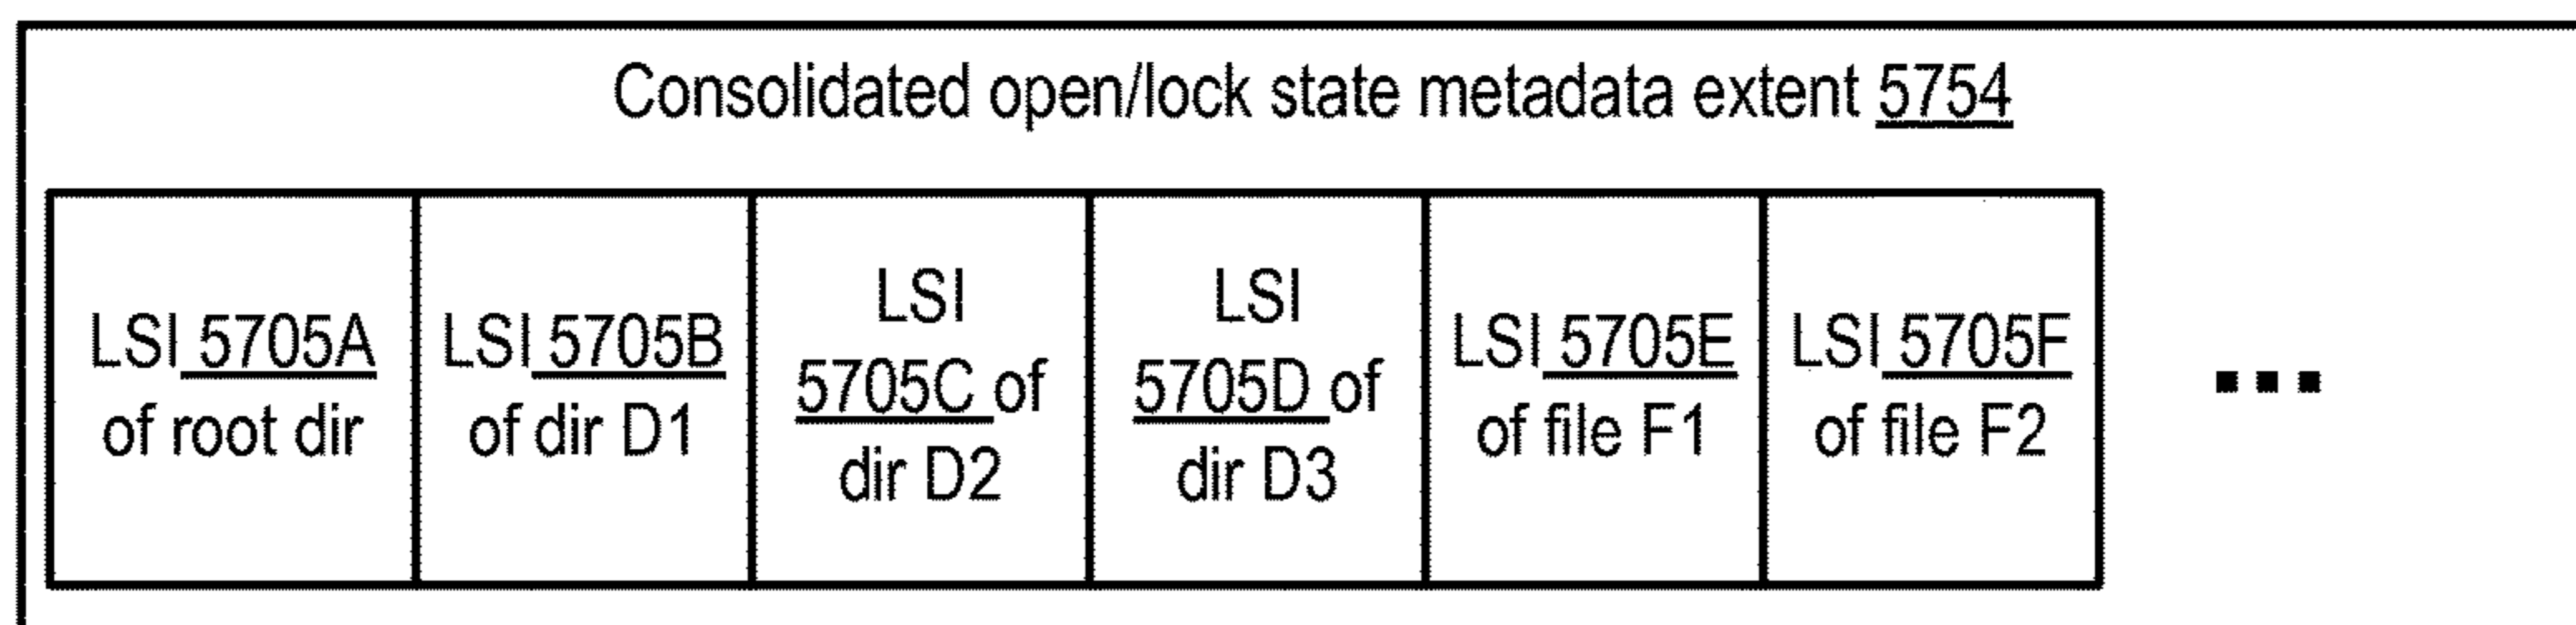 Consolidated open/lock state metadata extent 5754
LSI 5705A
of root dir
LSI 5705B
of dir D1
LSI
5705C of
dir D2
LSI
5705D of
dir D3
LSI 5705E
of file F1
LSI 5705F
of file F2
...